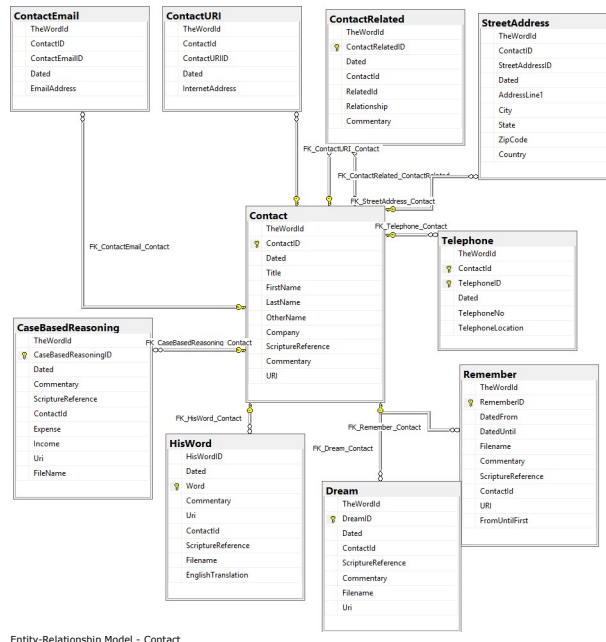 ContactEmail
TheWordId
ContactID
ContactEmailID
Dated
EmailAddress
ContactURI
TheWordId
ContactId
ContactURIID
Dated
InternetAddress
ContactRelated
TheWordId
ContactRelatedID
Dated
ContactId
RelatedId
Relationship
Commentary
StreetAddress
TheWordId
ContactID
StreetAddressID
Dated
AddressLine1
City
State
ZipCode
Country
FK_ContactURI_Contact
FK_ContactRelated_ContactRelated
FK_StreetAddress_Contact
FK_Telephone_Contact
FK_ContactEmail_Contact
Contact
TheWordId
ContactID
Dated
Title
FirstName
LastName
OtherName
Company
ScriptureReference
Commentary
URI
Telephone
TheWordId
ContactId
TelephoneID
Dated
TelephoneNo
TelephoneLocation
CaseBasedReasoning
TheWordId
CaseBasedReasoningID
Dated
Commentary
ScriptureReference
ContactId
Expense
Income
Uri
FileName
FK_CaseBasedReasoning_Contact
FK_HisWord_Contact
FK_Remember_Contact
FK_Dream_Contact
Remember
TheWordId
RememberID
DatedFrom
DatedUntil
Filename
Commentary
ScriptureReference
ContactId
URI
FromUntilFirst
HisWord
HisWordID
Dated
Word
Commentary
Uri
ContactId
ScriptureReference
Filename
EnglishTranslation
Dream
TheWordId
DreamID
Dated
ContactId
ScriptureReference
Commentary
Filename
Uri
Entity-Relationship Model - Contact